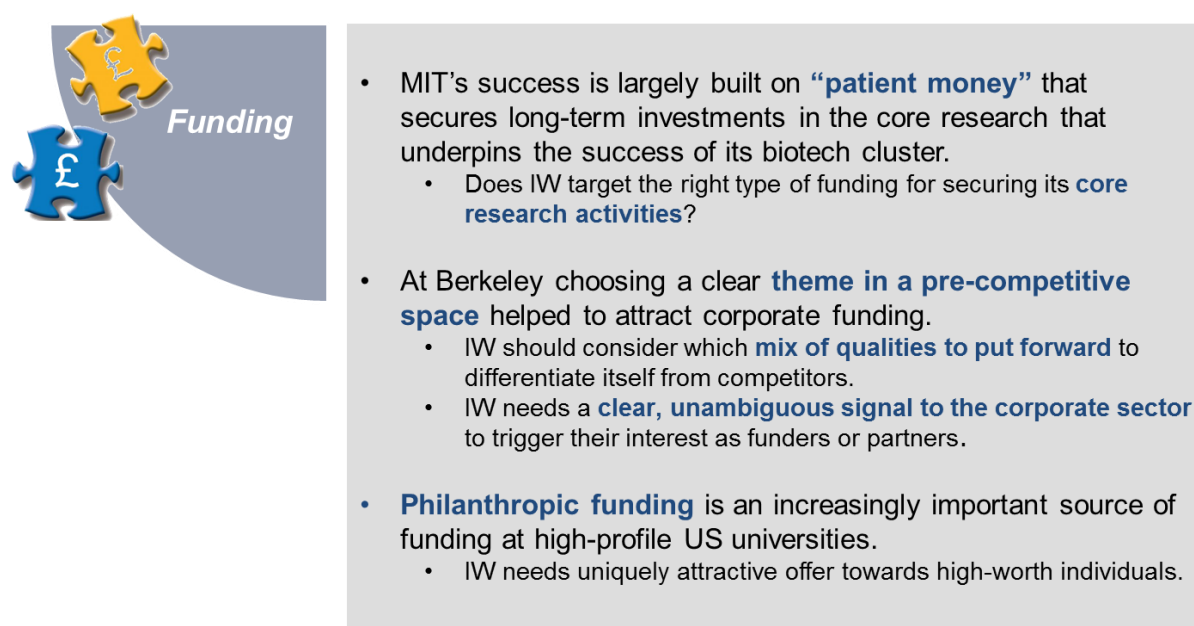 £
£
Funding
• MIT’s success is largely built on “patient money” that
secures long-term investments in the core research that
underpins the success of its biotech cluster.
• Does IW target the right type of funding for securing its core
research activities?
• At Berkeley choosing a clear theme in a pre-competitive
space helped to attract corporate funding.
• IW should consider which mix of qualities to put forward to
differentiate itself from competitors.
• IW needs a clear, unambiguous signal to the corporate sector
to trigger their interest as funders or partners.
• Philanthropic funding is an increasingly important source of
funding at high-profile US universities.
• IW needs uniquely attractive offer towards high-worth individuals.